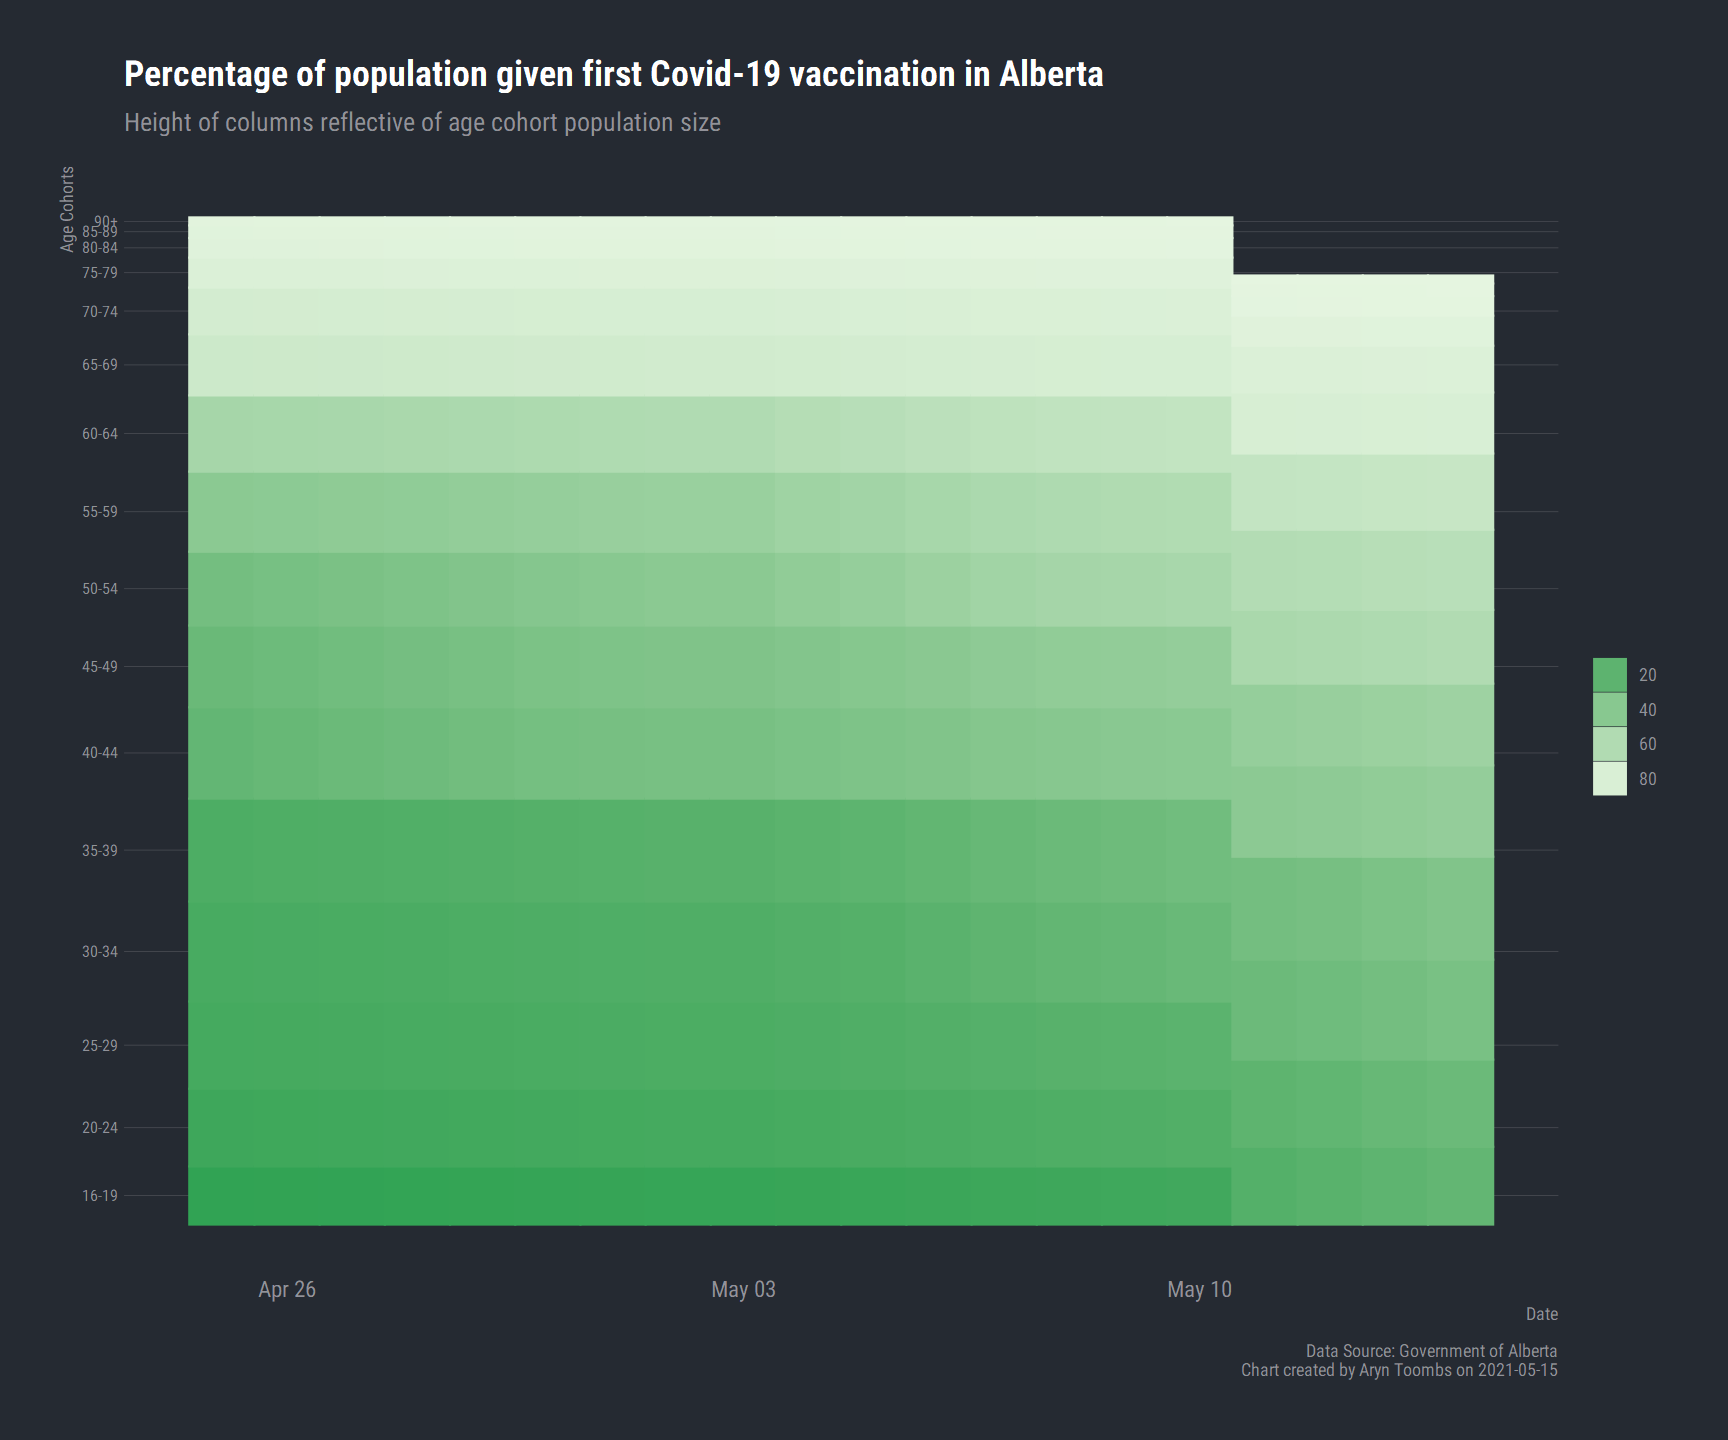 Percentage of population given first Covid-19 vaccination in Alberta
Height of columns reflective of age cohort population size
Age Cohorts
90+
85-89
80-84
75-79
70-74
65-69
60-64
55-59
50-54
45-49
40-44
35-39
30-34
25-29
20-24
16-19
20
40
60
80
Apr 26
May 03
May 10
Date
Data Source: Government of Alberta
Chart created by Aryn Toombs on 2021-05-15